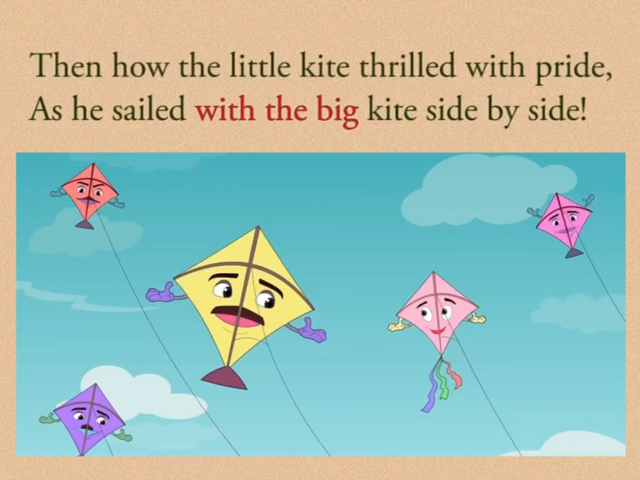 Then how the little kite thrilled with pride,
As he sailed with the big kite side by side!